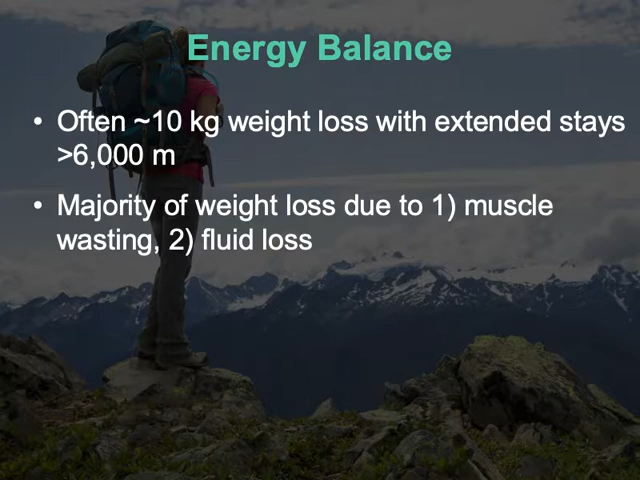 Energy Balance
• Often ~10 kg weight loss with extended stays
>6,000 m
• Majority of weight loss due to 1) muscle
wasting, 2) fluid loss